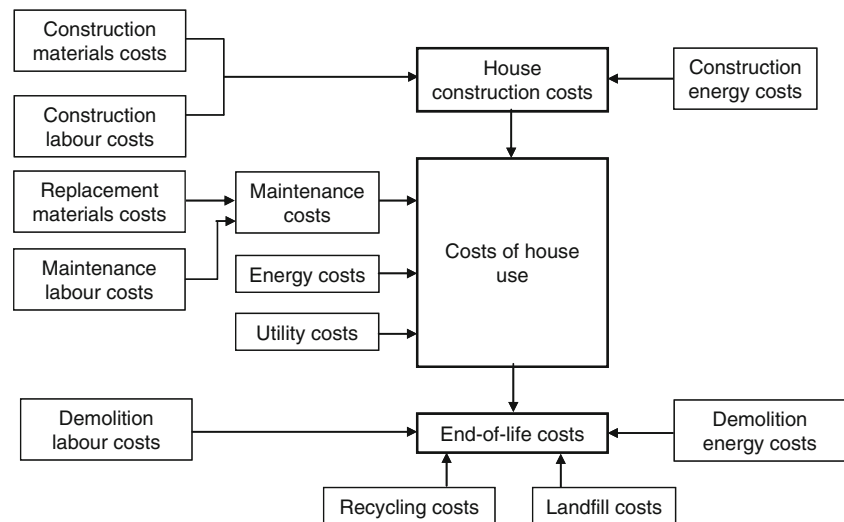 Construction
materials costs
House
construction costs
Construction
energy costs
Construction
labour costs
Replacement
materials costs
Maintenance
costs
Maintenance
labour costs
Energy costs
Utility costs
Costs of house
use
Demolition
labour costs
End-of-life costs
Demolition
energy costs
Recycling costs
Landfill costs